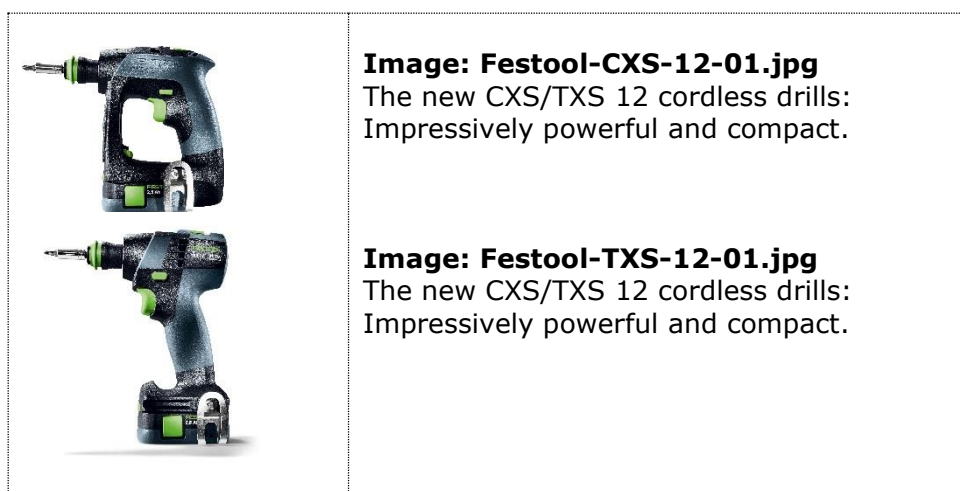 Image: Festool-CXS-12-01.jpg
The new CXS/TXS 12 cordless drills:
Impressively powerful and compact.
Image: Festool-TXS-12-01.jpg
The new CXS/TXS 12 cordless drills:
Impressively powerful and compact.